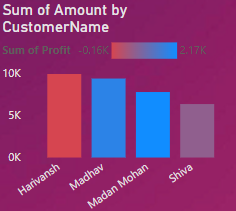 Sum of Amount by
CustomerName
Sum of Profit -0.16K 2.17K
10K
5K
0K
Harivansh
Madhav
Madan Mohan
Shiva